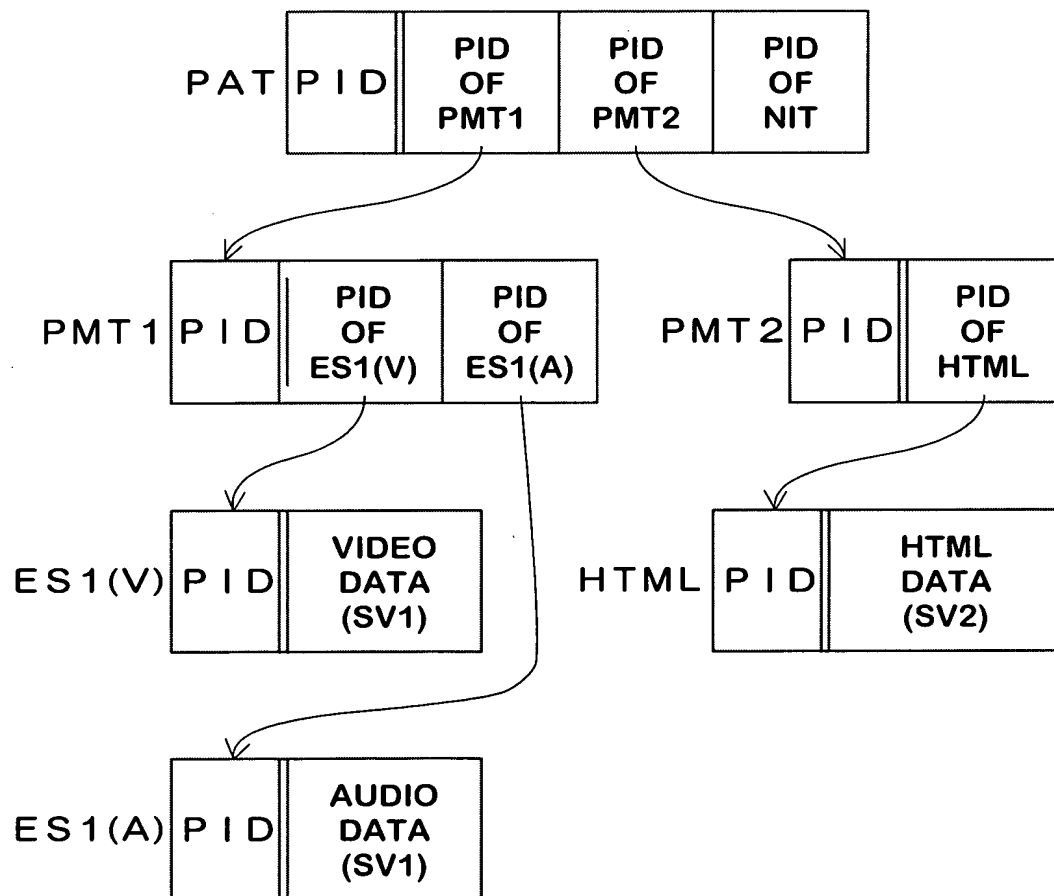 PAT
PID
PID
OF
PMT1
PID
OF
PMT2
PID
OF
NIT
PMT1
PID
PID
OF
ES1(V)
PID
OF
ES1(A)
PMT2
PID
PID
OF
HTML
ES1(V)
PID
VIDEO
DATA
(SV1)
HTML
PID
HTML
DATA
(SV2)
ES1(A)
PID
AUDIO
DATA
(SV1)